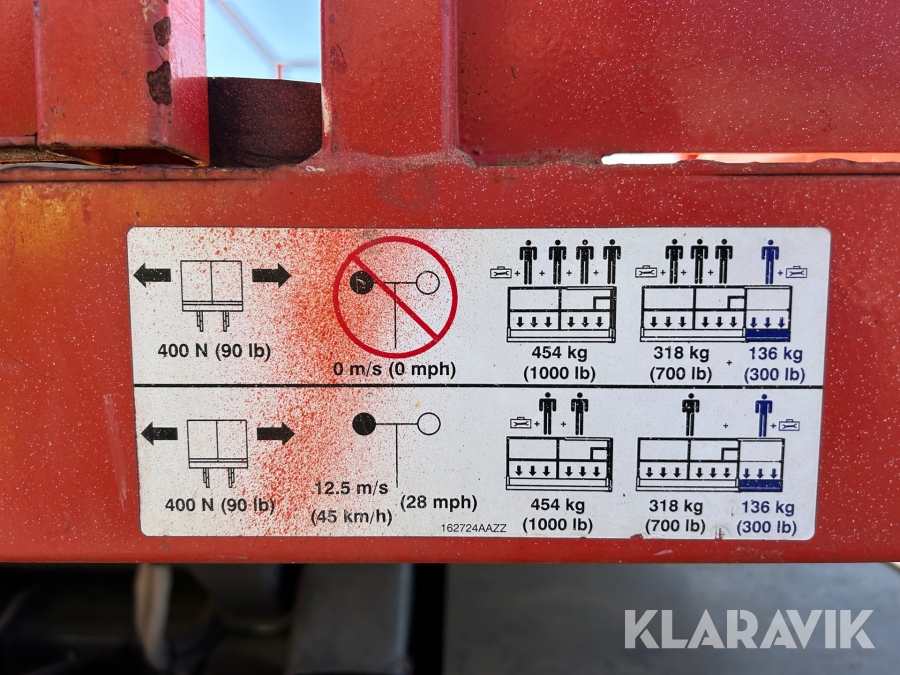 400 N (90 lb)
0 m/s (0 mph)
454 kg
(1000 lb)
318 kg
(700 lb)
+
136 kg
(300 lb)
400 N (90 lb)
12.5 m/s
(45 km/h)
(28 mph)
162724AAZZ
454 kg
(1000 lb)
318 kg
(700 lb)
+
136 kg
(300 lb)
KLARAVIK